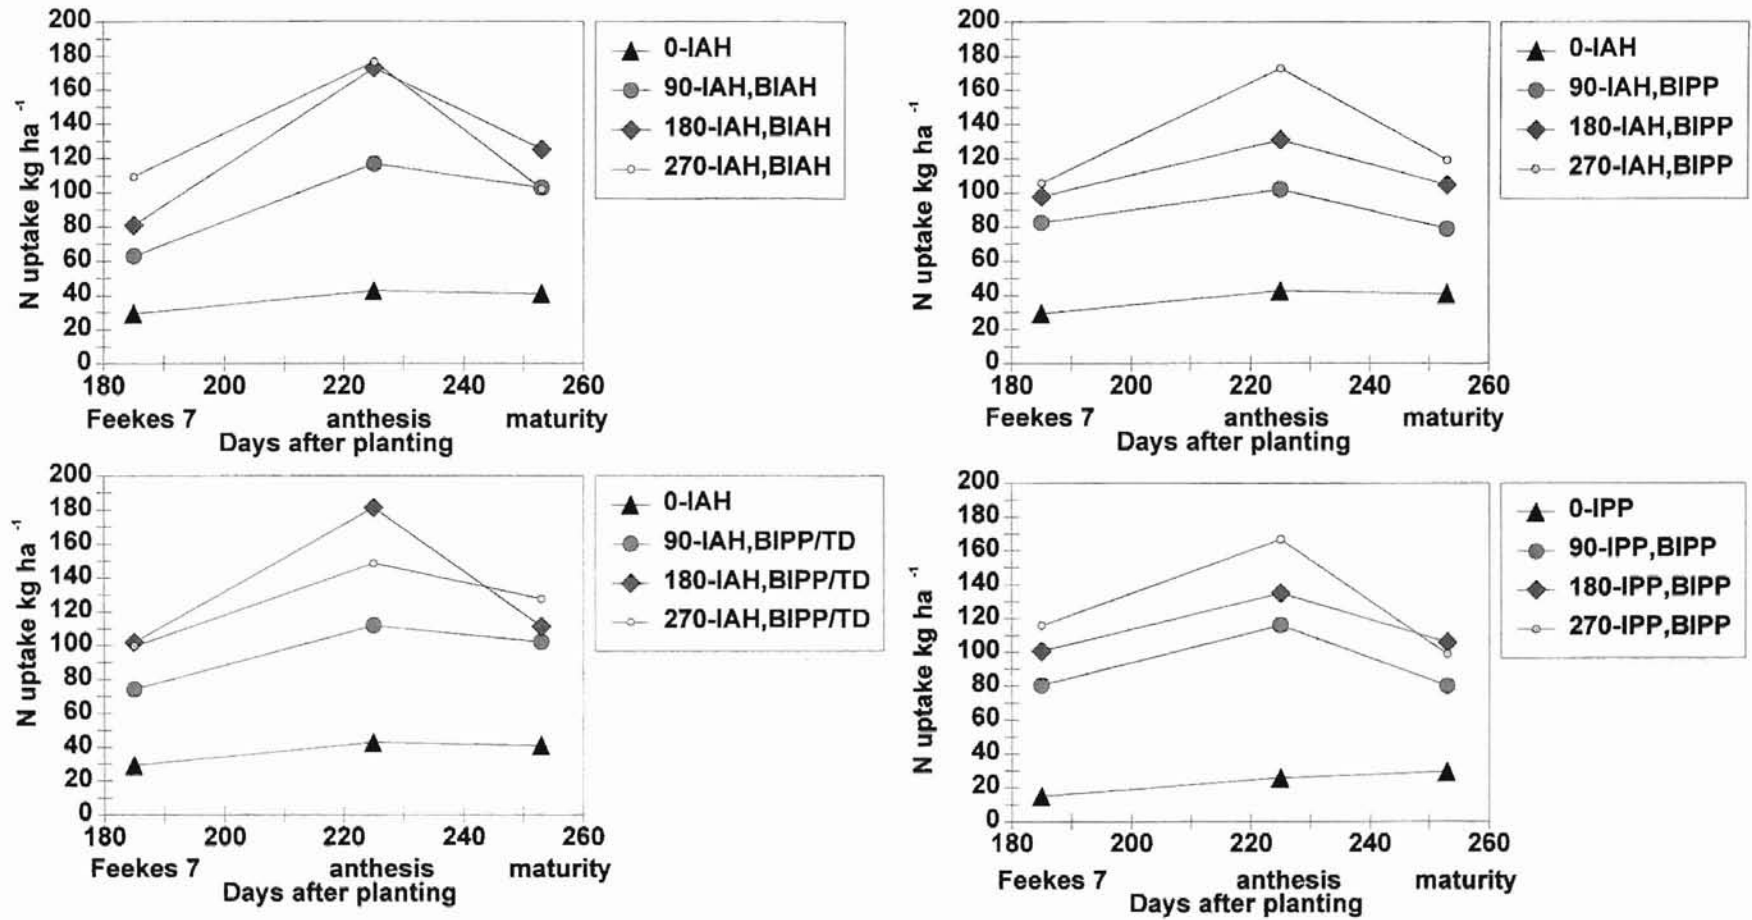 200
180
160
140
120
100
80
60
40
20
0
N uptake kg ha -1
180 200 220 240 260
Feekes 7 anthesis maturity
Days after planting
0-IAH
90-IAH,BIAH
180-IAH,BIAH
270-IAH,BIAH
200
180
160
140
120
100
80
60
40
20
0
N uptake kg ha -1
180 200 220 240 260
Feekes 7 anthesis maturity
Days after planting
0-IAH
90-IAH,BIPP
180-IAH,BIPP
270-IAH,BIPP
200
180
160
140
120
100
80
60
40
20
0
N uptake kg ha -1
180 200 220 240 260
Feekes 7 anthesis maturity
Days after planting
0-IAH
90-IAH,BIPP/TD
180-IAH,BIPP/TD
270-IAH,BIPP/TD
200
180
160
140
120
100
80
60
40
20
0
N uptake kg ha -1
180 200 220 240 260
Feekes 7 anthesis maturity
Days after planting
0-IPP
90-IPP,BIPP
180-IPP,BIPP
270-IPP,BIPP